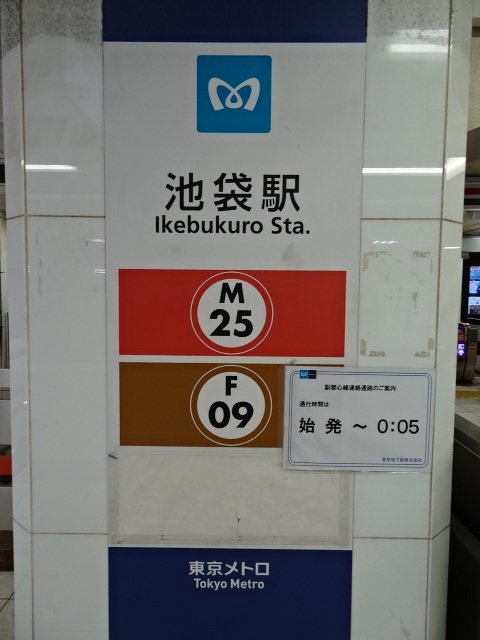 池袋駅
Ikebukuro Sta.
M
25
F
09
副都心線連絡通路のご案内
通行時間は
始発～0:05
東京地下鉄株式会社
東京メトロ
Tokyo Metro